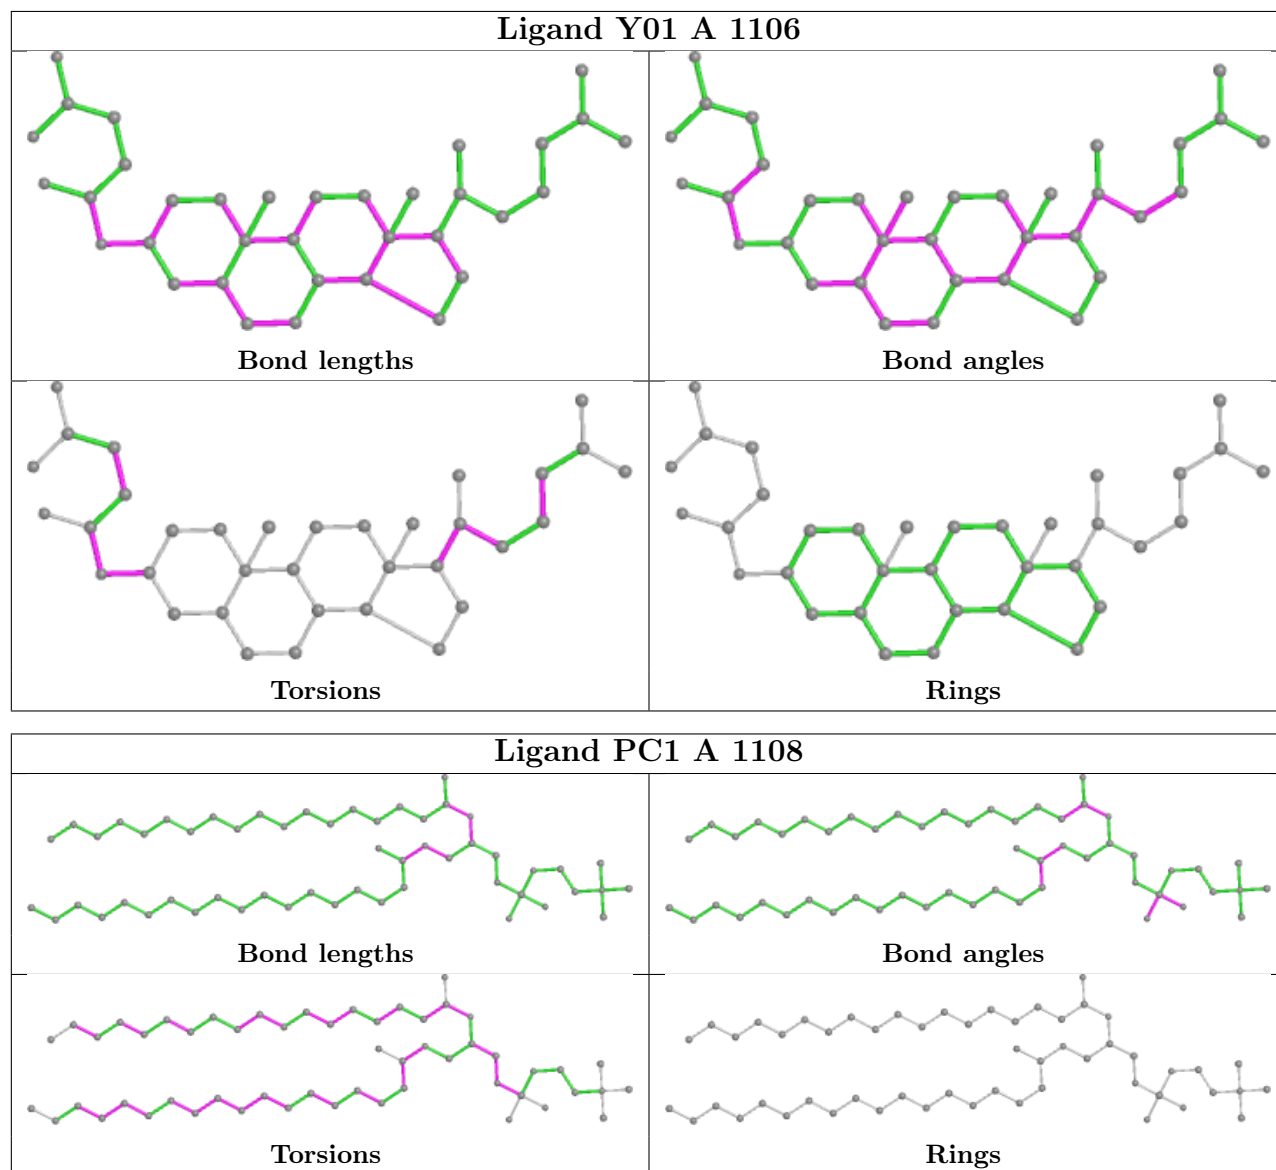 Ligand Y01 A 1106
Bond lengths
Bond angles
Torsions
Rings
Ligand PC1 A 1108
Bond lengths
Bond angles
Torsions
Rings